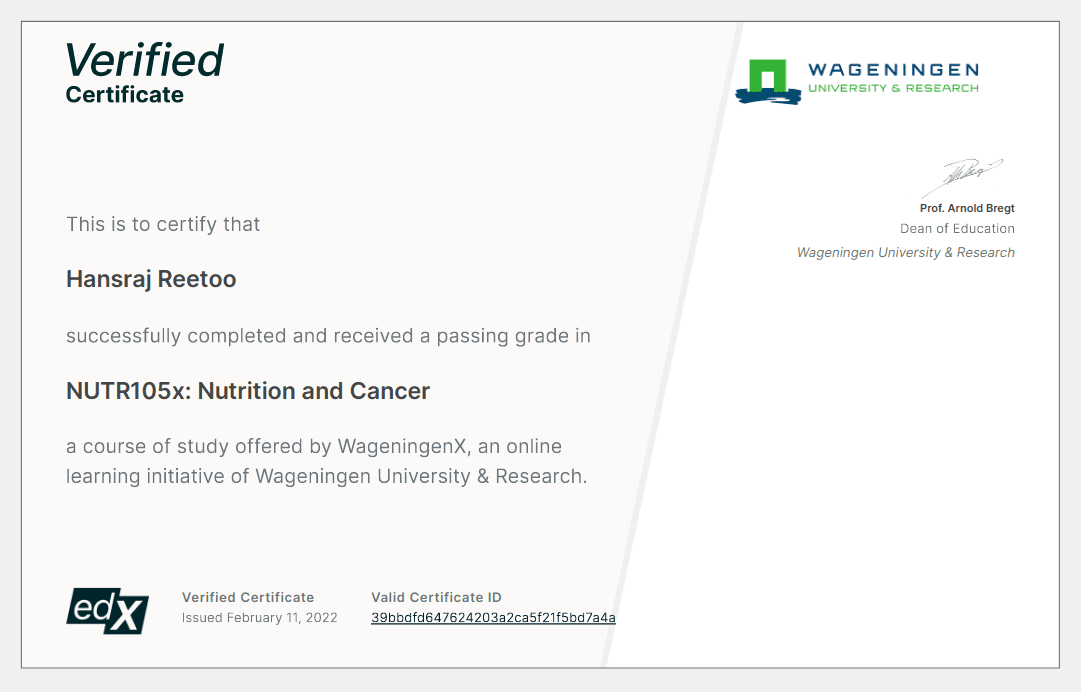 Verified
Certificate
WAGENINGEN
UNIVERSITY & RESEARCH
Prof. Arnold Bregt
Dean of Education
Wageningen University & Research
This is to certify that
Hansraj Reetoo
successfully completed and received a passing grade in
NUTR105x: Nutrition and Cancer
a course of study offered by WageningenX, an online
learning initiative of Wageningen University & Research.
edX
Verified Certificate
Issued February 11, 2022
Valid Certificate ID
39bbdfd647624203a2ca5f21f5bd7a4a